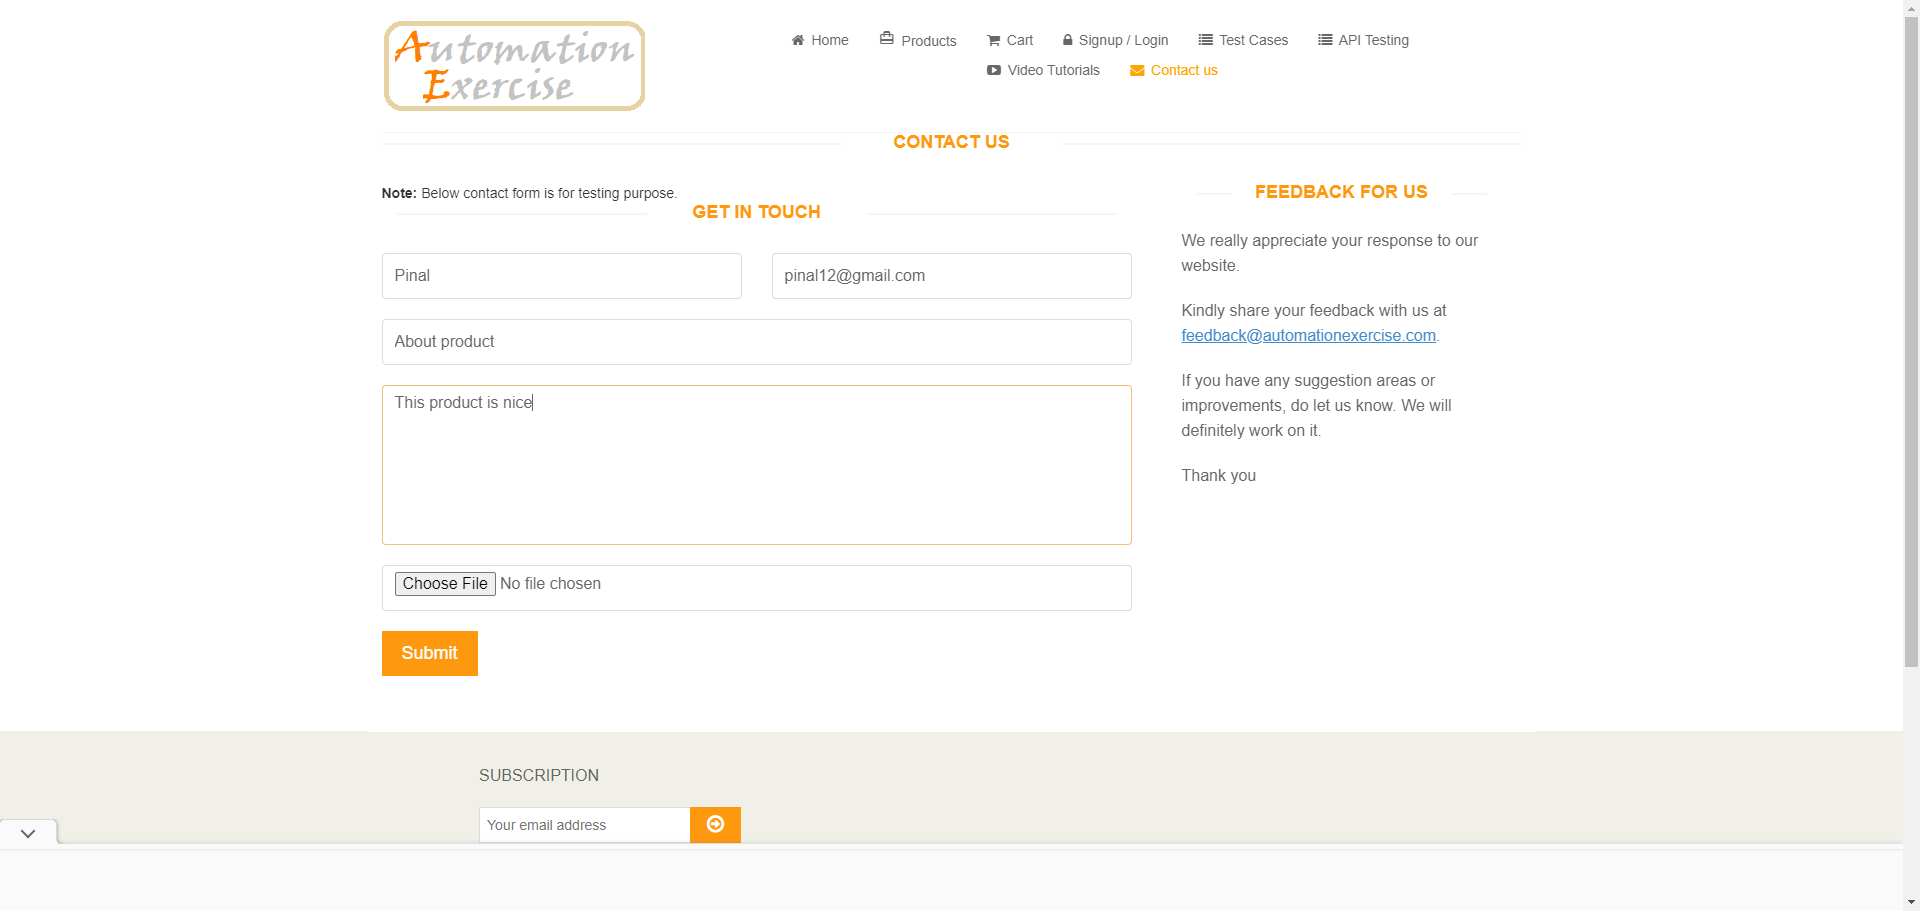 Automation
Exercise
Home
Products
Cart
Signup / Login
Test Cases
API Testing
Video Tutorials
Contact us
CONTACT US
Note: Below contact form is for testing purpose.
GET IN TOUCH
Pinal
pinal12@gmail.com
About product
This product is nice
Choose File No file chosen
Submit
FEEDBACK FOR US
We really appreciate your response to our
website.
Kindly share your feedback with us at
feedback@automationexercise.com.
If you have any suggestion areas or
improvements, do let us know. We will
definitely work on it.
Thank you
SUBSCRIPTION
Your email address